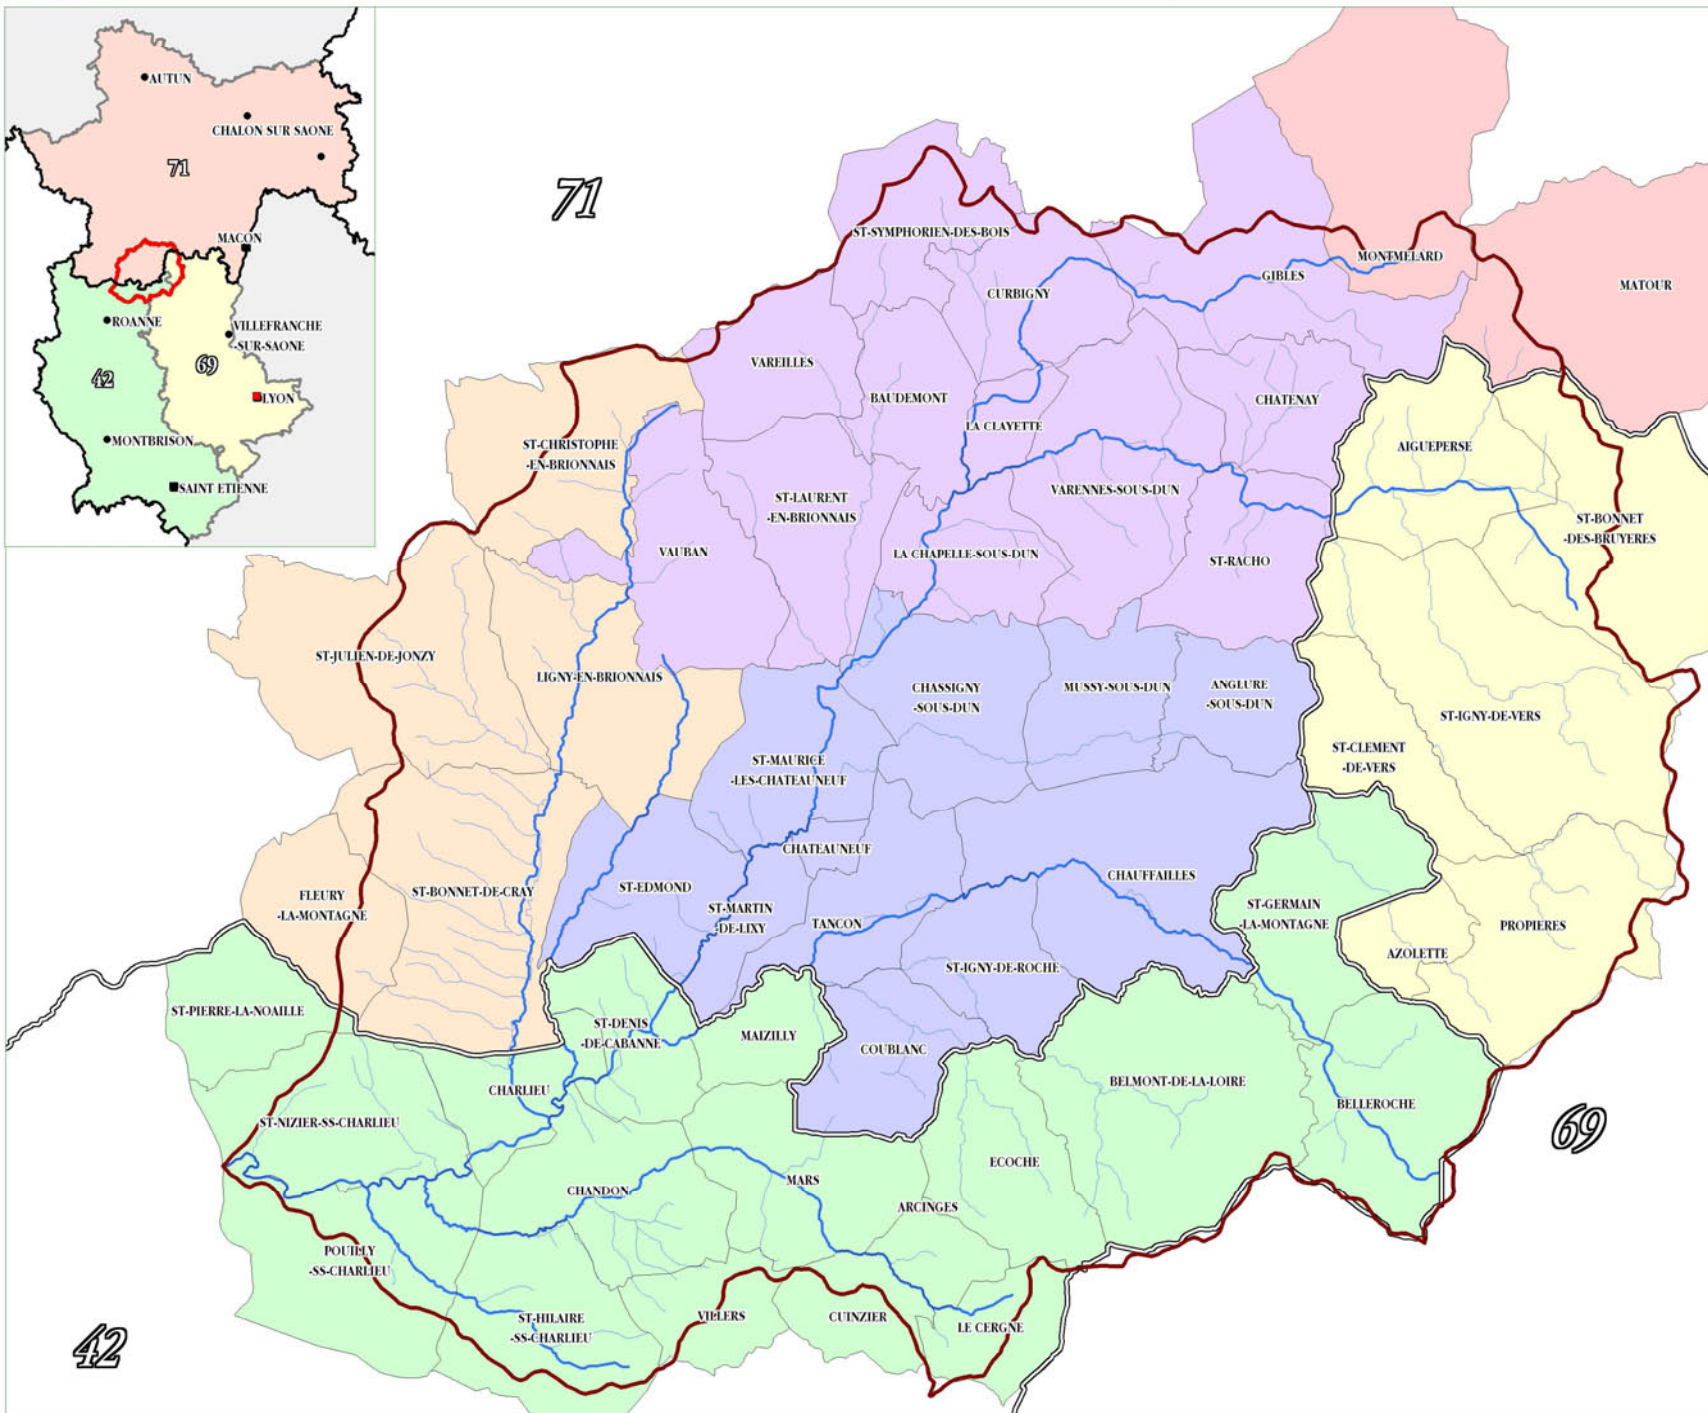 AUTUN
CHALON SUR SAONE
71
MACON
ROANNE
VILLEFRANCHE
-SUR-SAONE
69
42
LYON
MONTBRISON
SAINT ETIENNE
71
ST-SYMPHORIEN-DES-BOIS
MONTMELARD
GIBLES
MATOUR
CURBIGNY
VAREILLES
BAUDEMONT
CHATENAY
LA CLAYETTE
ST-CHRISTOPHE
-EN-BRIONNAIS
AIGUEPERSE
ST-LAURENT
-EN-BRIONNAIS
VARENNES-SOUS-DUN
ST-BONNET
-DES-BRUYERES
VAUBAN
LA CHAPELLE-SOUS-DUN
ST-RACHO
ST-JULIEN-DE-JONZY
LIGNY-EN-BRIONNAIS
CHASSIGNY
-SOUS-DUN
MUSSY-SOUS-DUN
ANGLURE
-SOUS-DUN
ST-IGNY-DE-VERS
ST-CLEMENT
-DE-VERS
ST-MAURICE
-LES-CHATEAUNEUF
CHATEAUNEUF
CHAUFFAILLES
FLEURY
-LA-MONTAGNE
ST-BONNET-DE-CRAY
ST-EDMOND
ST-MARTIN
-DE-LIXY
TANCON
ST-GERMAIN
-LA-MONTAGNE
PROPIERES
AZOLETTE
ST-IGNY-DE-ROCHE
ST-PIERRE-LA-NOAILLE
ST-DENIS
-DE-CABANNE
MAIZILLY
COUBLANC
CHARLIEU
BELMONT-DE-LA-LOIRE
BELLEROCHE
69
ST-NIZIER-SS-CHARLIEU
ECOCHE
CHANDON
MARS
ARCINGES
POUILLY
-SS-CHARLIEU
ST-HILAIRE
-SS-CHARLIEU
VILLERS
CUINZIER
LE CERGNE
42